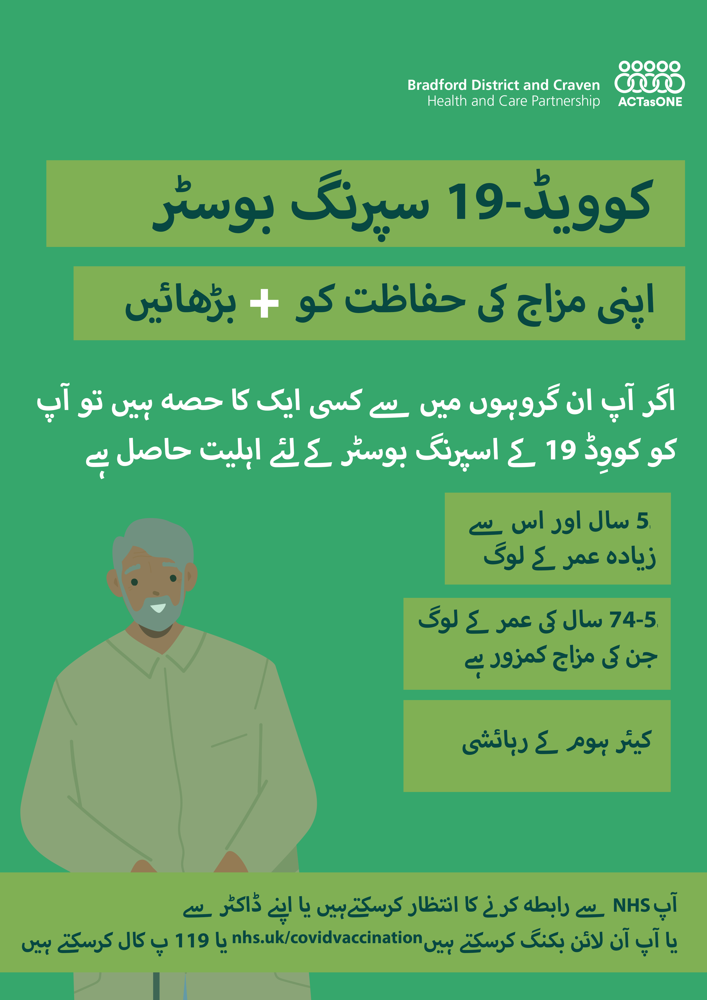 Bradford District and Craven
Health and Care Partnership
ACTasONE
کوویڈ-19 سپرنگ بوسٹر
اپنی مزاج کی حفاظت کو + بڑھائیں
اگر آپ ان گروہوں میں سے کسی ایک کا حصہ ہیں تو آپ
کو کووِڈ 19 کے اسپرنگ بوسٹر کے لئے اہلیت حاصل ہے
5 سال اور اس سے
زیادہ عمر کے لوگ
74-5 سال کی عمر کے لوگ
جن کی مزاج کمزور ہے
کیئر ہوم کے رہائشی
آپ NHS سے رابطہ کرنے کا انتظار کرسکتےہیں یا اپنے ڈاکٹر سے
یا آپ آن لائن بکنگ کرسکتے ہیں nhs.uk/covidvaccination یا 119 پ کال کرسکتے ہیں